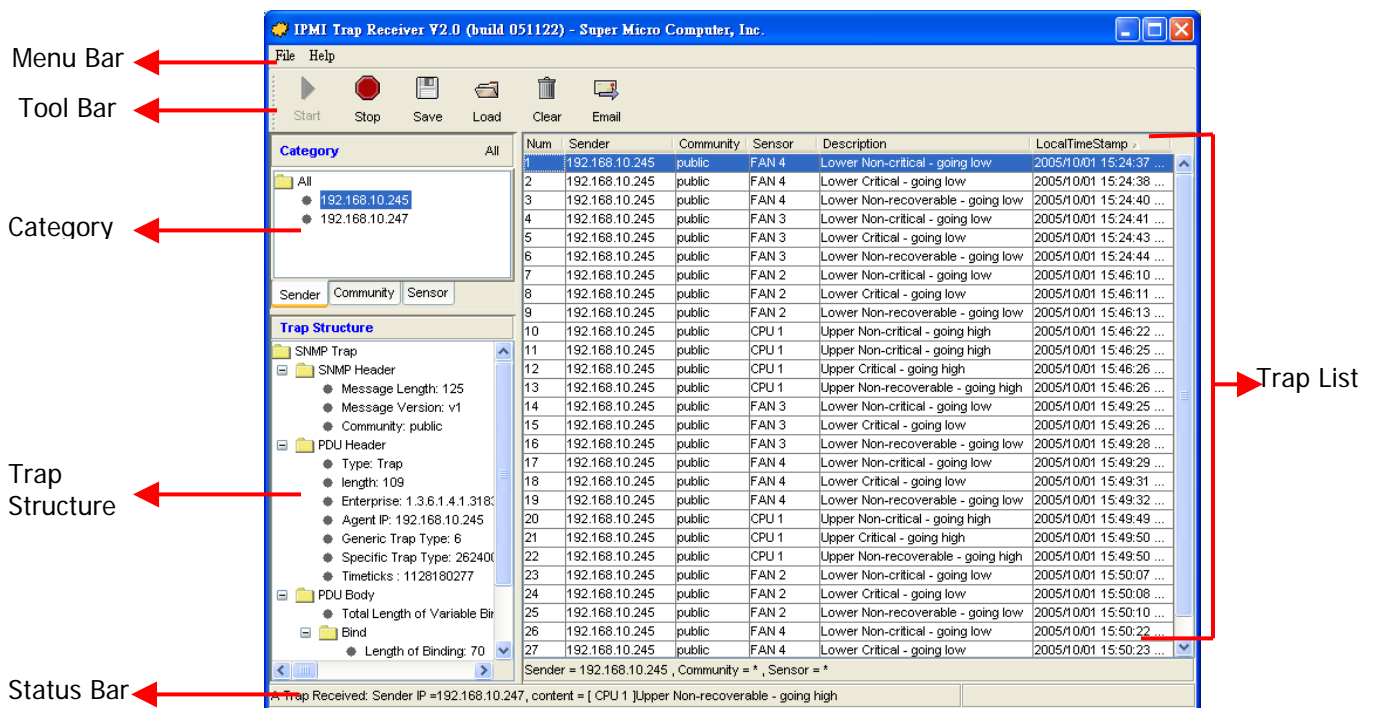 IPMI Trap Receiver V2.0 (build 051122) - Super Micro Computer, Inc.
Menu Bar
File Help
Tool Bar
Start Stop Save Load Clear Email
Category All
All
192.168.10.245
192.168.10.247
Category
Sender Community Sensor
Trap Structure
SNMP Trap
SNMP Header
Message Length: 125
Message Version: v1
Community: public
PDU Header
Type: Trap
length: 109
Enterprise: 1.3.6.1.4.1.318
Agent IP: 192.168.10.245
Generic Trap Type: 6
Specific Trap Type: 26240
Timeticks : 1128180277
PDU Body
Total Length of Variable Bin
Bind
Length of Binding: 70
Trap
Structure
Num Sender Community Sensor Description LocalTimeStamp
1 192.168.10.245 public FAN 4 Lower Non-critical - going low 2005/10/01 15:24:37 ...
2 192.168.10.245 public FAN 4 Lower Critical - going low 2005/10/01 15:24:38 ...
3 192.168.10.245 public FAN 4 Lower Non-recoverable - going low 2005/10/01 15:24:40 ...
4 192.168.10.245 public FAN 3 Lower Non-critical - going low 2005/10/01 15:24:41 ...
5 192.168.10.245 public FAN 3 Lower Critical - going low 2005/10/01 15:24:43 ...
6 192.168.10.245 public FAN 3 Lower Non-recoverable - going low 2005/10/01 15:24:44 ...
7 192.168.10.245 public FAN 2 Lower Non-critical - going low 2005/10/01 15:46:10 ...
8 192.168.10.245 public FAN 2 Lower Critical - going low 2005/10/01 15:46:11 ...
9 192.168.10.245 public FAN 2 Lower Non-recoverable - going low 2005/10/01 15:46:13 ...
10 192.168.10.245 public CPU 1 Upper Non-critical - going high 2005/10/01 15:46:22 ...
11 192.168.10.245 public CPU 1 Upper Non-critical - going high 2005/10/01 15:46:25 ...
12 192.168.10.245 public CPU 1 Upper Critical - going high 2005/10/01 15:46:26 ...
13 192.168.10.245 public CPU 1 Upper Non-recoverable - going high 2005/10/01 15:46:26 ...
14 192.168.10.245 public FAN 3 Lower Non-critical - going low 2005/10/01 15:49:25 ...
15 192.168.10.245 public FAN 3 Lower Critical - going low 2005/10/01 15:49:26 ...
16 192.168.10.245 public FAN 3 Lower Non-recoverable - going low 2005/10/01 15:49:28 ...
17 192.168.10.245 public FAN 4 Lower Non-critical - going low 2005/10/01 15:49:29 ...
18 192.168.10.245 public FAN 4 Lower Critical - going low 2005/10/01 15:49:31 ...
19 192.168.10.245 public FAN 4 Lower Non-recoverable - going low 2005/10/01 15:49:32 ...
20 192.168.10.245 public CPU 1 Upper Non-critical - going high 2005/10/01 15:49:49 ...
21 192.168.10.245 public CPU 1 Upper Critical - going high 2005/10/01 15:49:50 ...
22 192.168.10.245 public CPU 1 Upper Non-recoverable - going high 2005/10/01 15:49:50 ...
23 192.168.10.245 public FAN 2 Lower Non-critical - going low 2005/10/01 15:50:07 ...
24 192.168.10.245 public FAN 2 Lower Critical - going low 2005/10/01 15:50:08 ...
25 192.168.10.245 public FAN 2 Lower Non-recoverable - going low 2005/10/01 15:50:10 ...
26 192.168.10.245 public FAN 4 Lower Non-critical - going low 2005/10/01 15:50:22 ...
27 192.168.10.245 public FAN 4 Lower Critical - going low 2005/10/01 15:50:23 ...
Trap List
Sender = 192.168.10.245 , Community = * , Sensor = *
Status Bar
A Trap Received: Sender IP =192.168.10.247, content = [ CPU 1 ]Upper Non-recoverable - going high